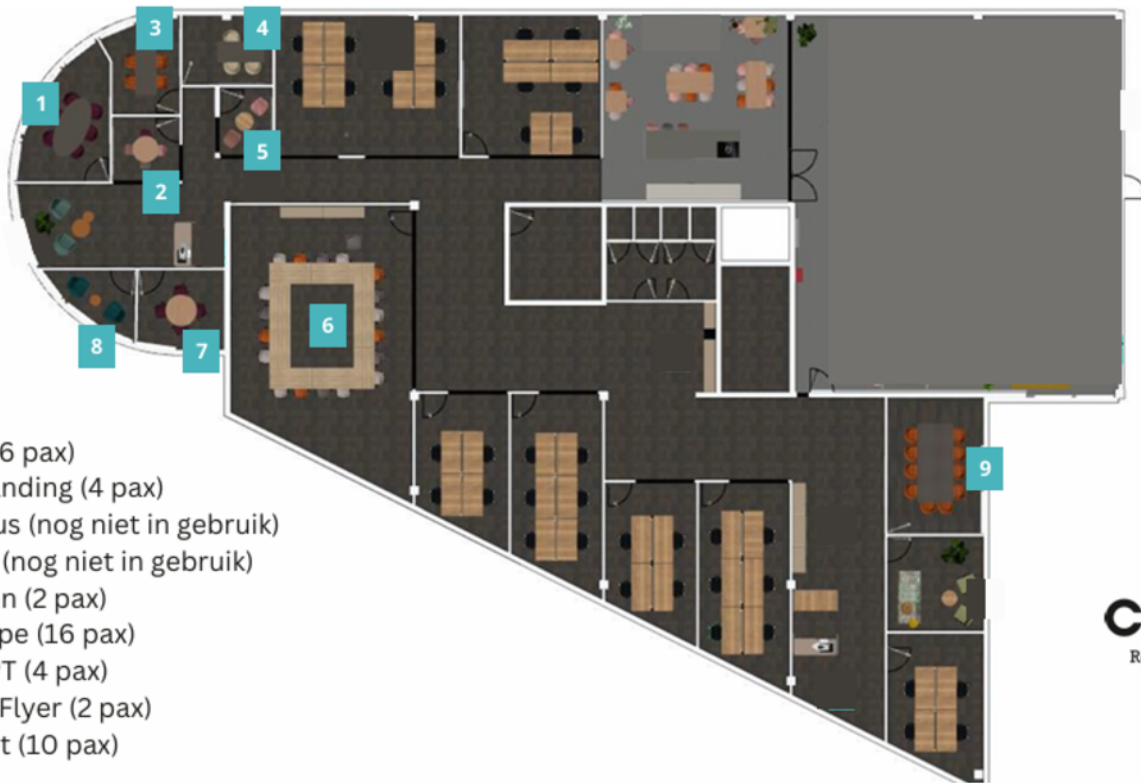 3
4
1
5
2
6
8
7
9
6 pax)
nding (4 pax)
us (nog niet in gebruik)
(nog niet in gebruik)
n (2 pax)
pe (16 pax)
T (4 pax)
Flyer (2 pax)
t (10 pax)
C
R